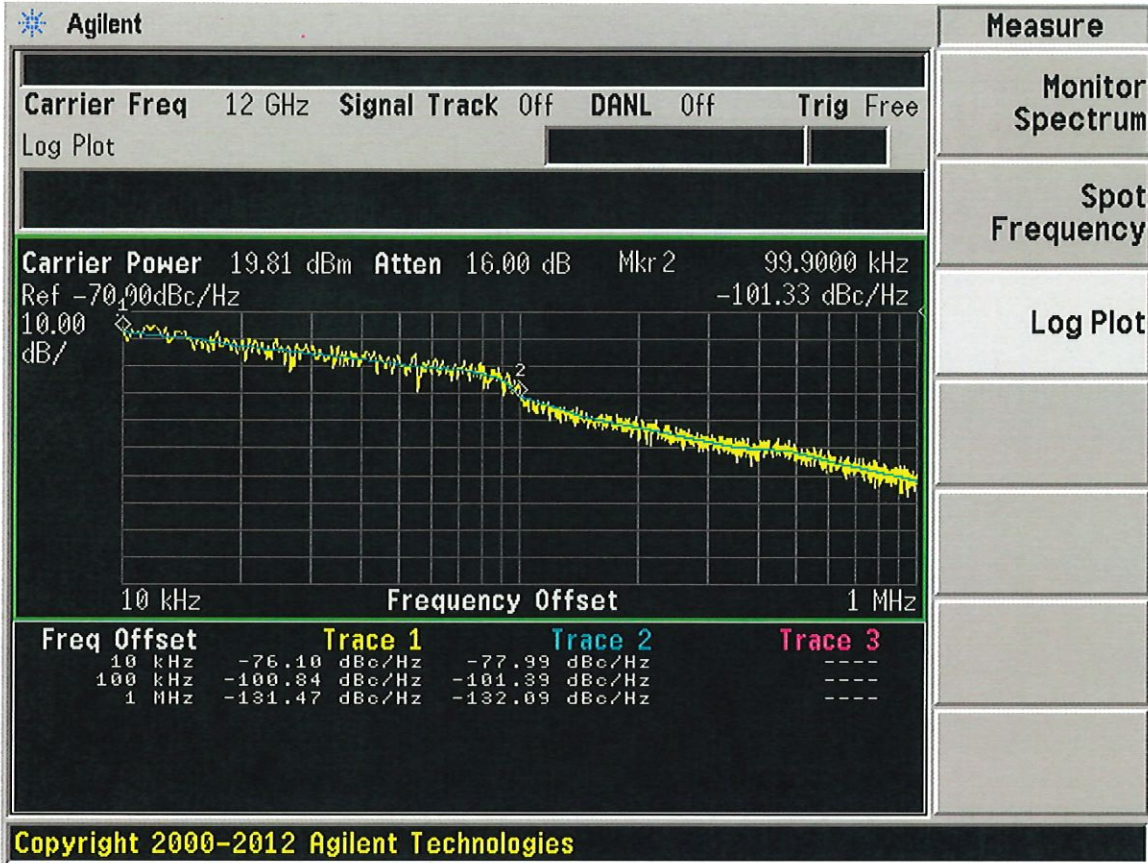 Agilent
Measure
Carrier Freq 12 GHz Signal Track Off DANL Off Trig Free
Log Plot
Monitor Spectrum
Spot Frequency
Log Plot
Carrier Power 19.81 dBm Atten 16.00 dB Mkr 2 99.9000 kHz
Ref -70.00dBc/Hz -101.33 dBc/Hz
10.00
dB/
1
2
10 kHz Frequency Offset 1 MHz
Freq Offset Trace 1 Trace 2 Trace 3
10 kHz -76.10 dBc/Hz -77.99 dBc/Hz ----
100 kHz -100.84 dBc/Hz -101.39 dBc/Hz ----
1 MHz -131.47 dBc/Hz -132.09 dBc/Hz ----
Copyright 2000-2012 Agilent Technologies